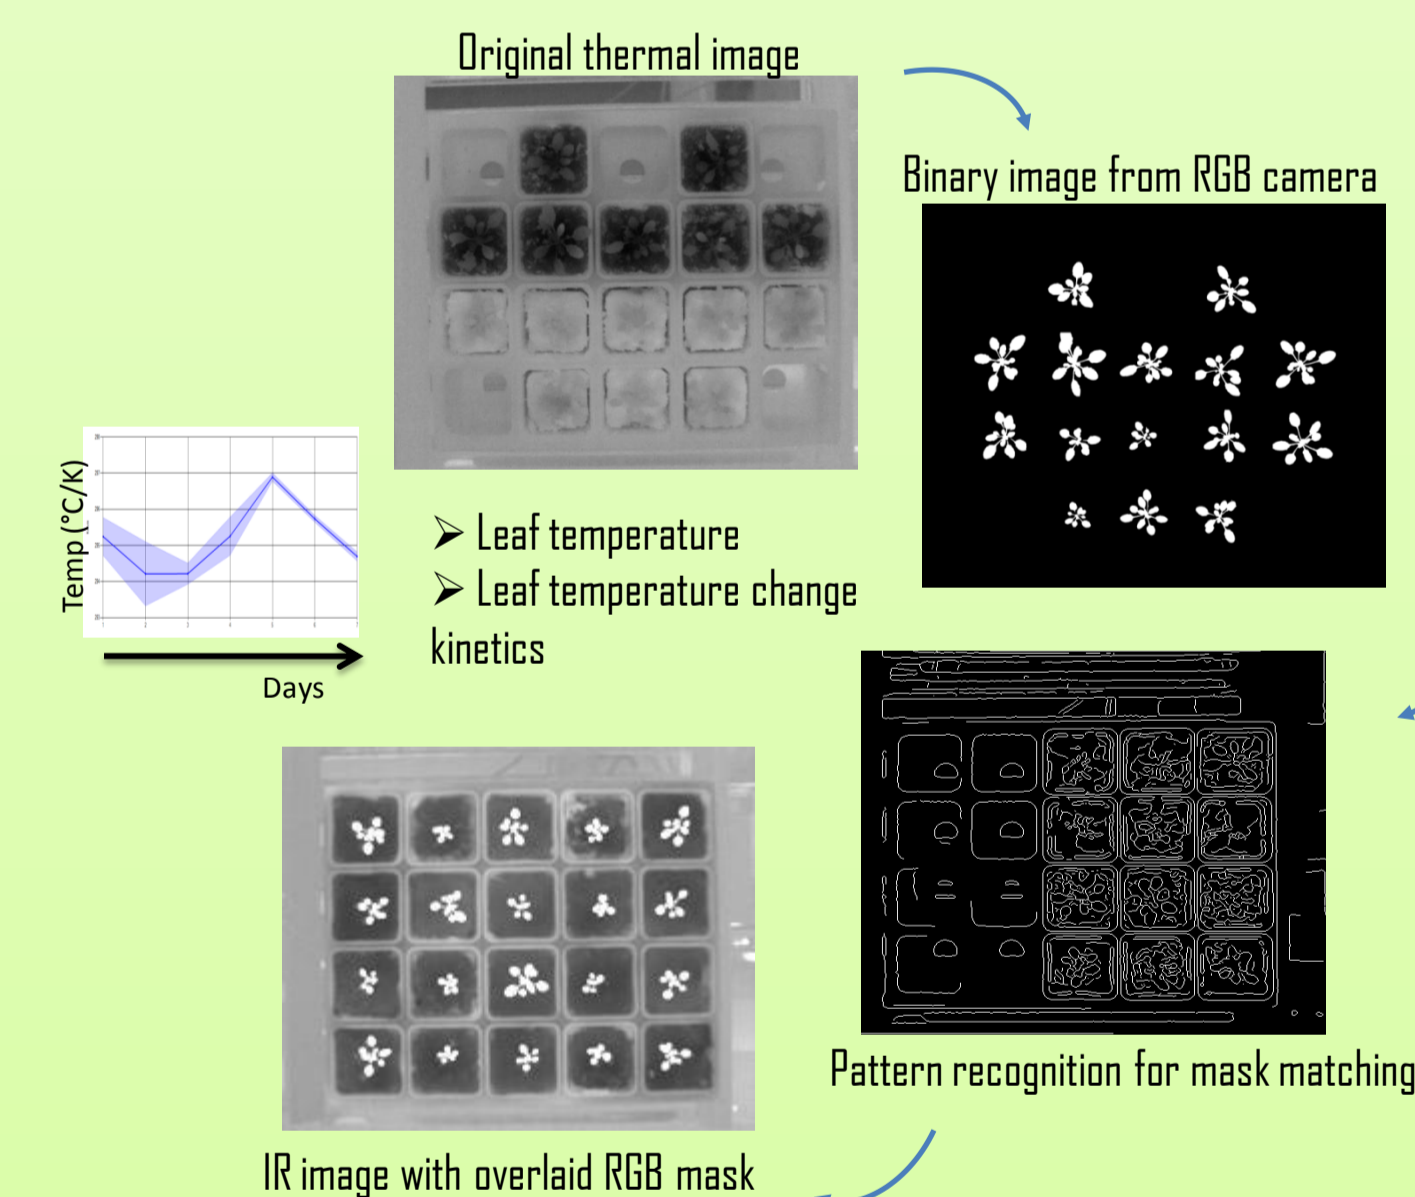 Original thermal image
Binary image from RGB camera
Temp (°C/K)
Days
➢ Leaf temperature
➢ Leaf temperature change
kinetics
Pattern recognition for mask matching
IR image with overlaid RGB mask